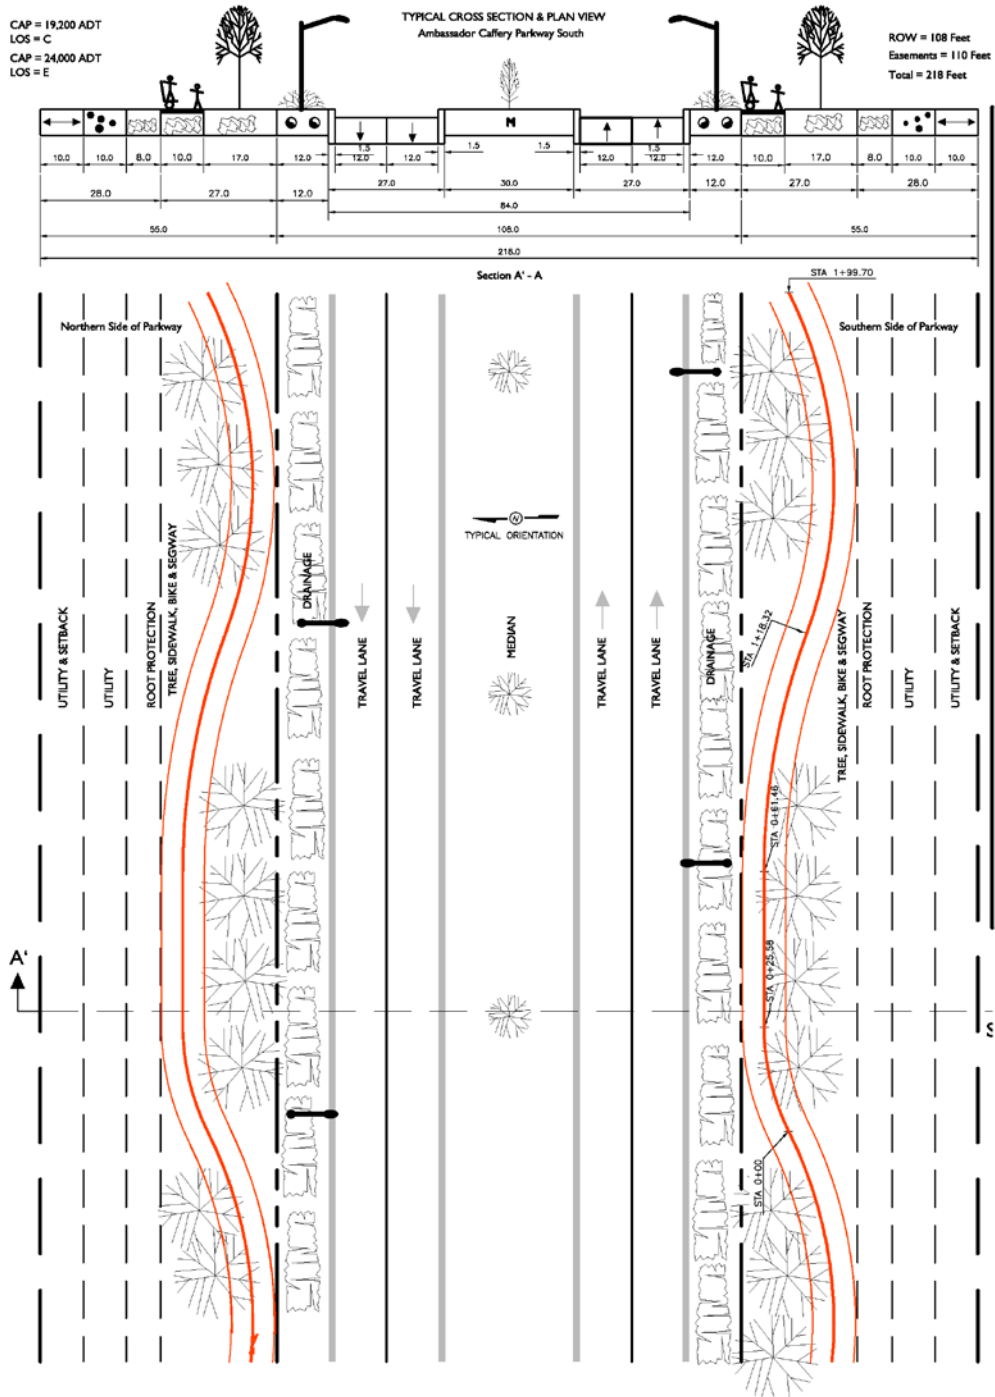 TYPICAL CROSS SECTION & PLAN VIEW
Ambassador Caffery Parkway South
CAP = 19,200 ADT
LOS = C
CAP = 24,000 ADT
LOS = E
ROW = 108 Feet
Easements = 110 Feet
Total = 218 Feet
M
1.5 1.5 1.5 1.5
10.0 10.0 8.0 10.0 17.0 12.0 12.0 12.0 12.0 12.0 12.0 10.0 17.0 8.0 10.0 10.0
28.0 27.0 12.0 27.0 30.0 27.0 12.0 27.0 28.0
84.0
55.0 108.0 55.0
218.0
Section A' - A
STA 1+99.70
Northern Side of Parkway
Southern Side of Parkway
N
TYPICAL ORIENTATION
UTILITY & SETBACK
UTILITY
ROOT PROTECTION
TREE, SIDEWALK, BIKE & SEGWAY
DRAINAGE
TRAVEL LANE
TRAVEL LANE
MEDIAN
TRAVEL LANE
TRAVEL LANE
DRAINAGE
STA 1+18.32
TREE, SIDEWALK, BIKE & SEGWAY
ROOT PROTECTION
UTILITY
UTILITY & SETBACK
STA 0+61.46
STA 0+25.58
A'
S
STA 0+00